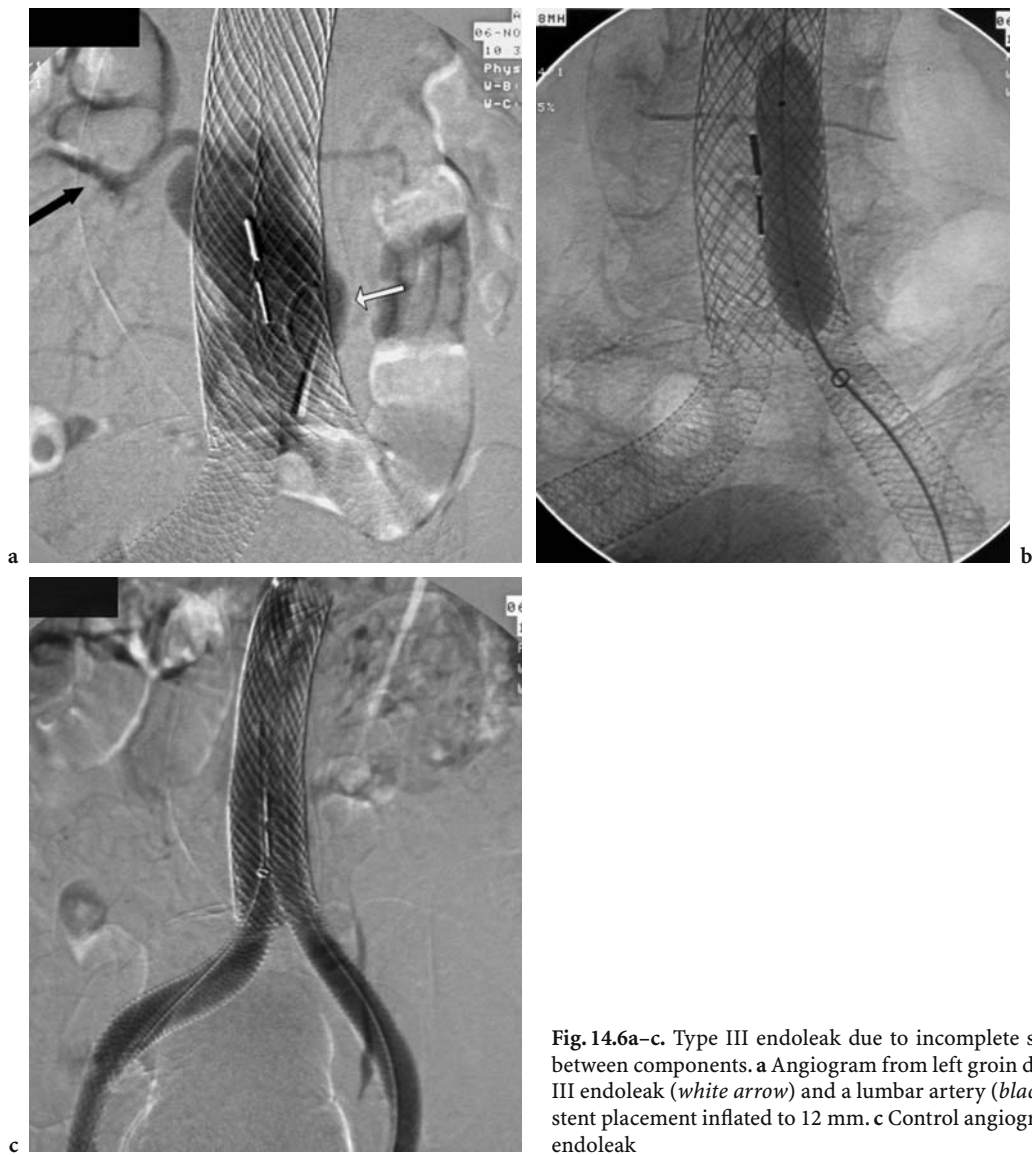 A
06-NO
10 3
Phys
W-B
W-C
a
8MH
06
5%
b
06
1
c
Fig. 14.6a–c. Type III endoleak due to incomplete s
between components. a Angiogram from left groin d
III endoleak (white arrow) and a lumbar artery (blac
stent placement inflated to 12 mm. c Control angiogr
endoleak